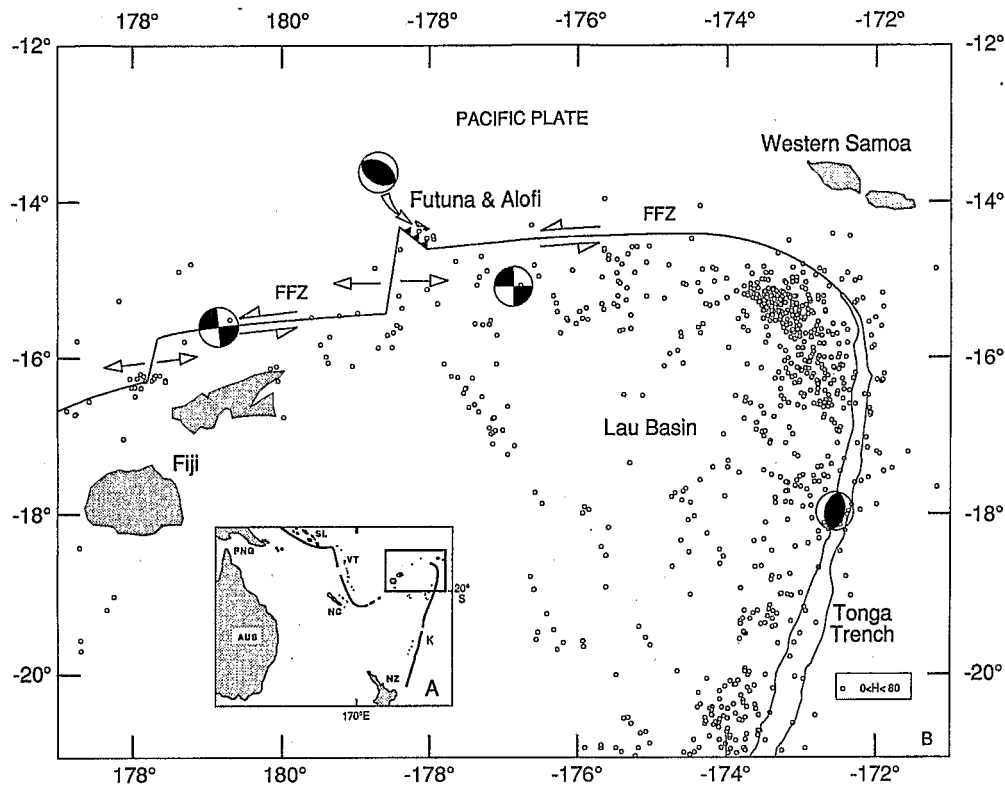 178° 180° -178° -176° -174° -172°
-12° -12°
PACIFIC PLATE
Western Samoa
-14° Futuna & Alofi FFZ -14°
FFZ
-16° -16°
Lau Basin
Fiji
-18° -18°
PNG SL
VT
20°
S
NC
AUS
K
NZ A
170°E
Tonga
Trench
-20° -20°
0<H<80
B
178° 180° -178° -176° -174° -172°